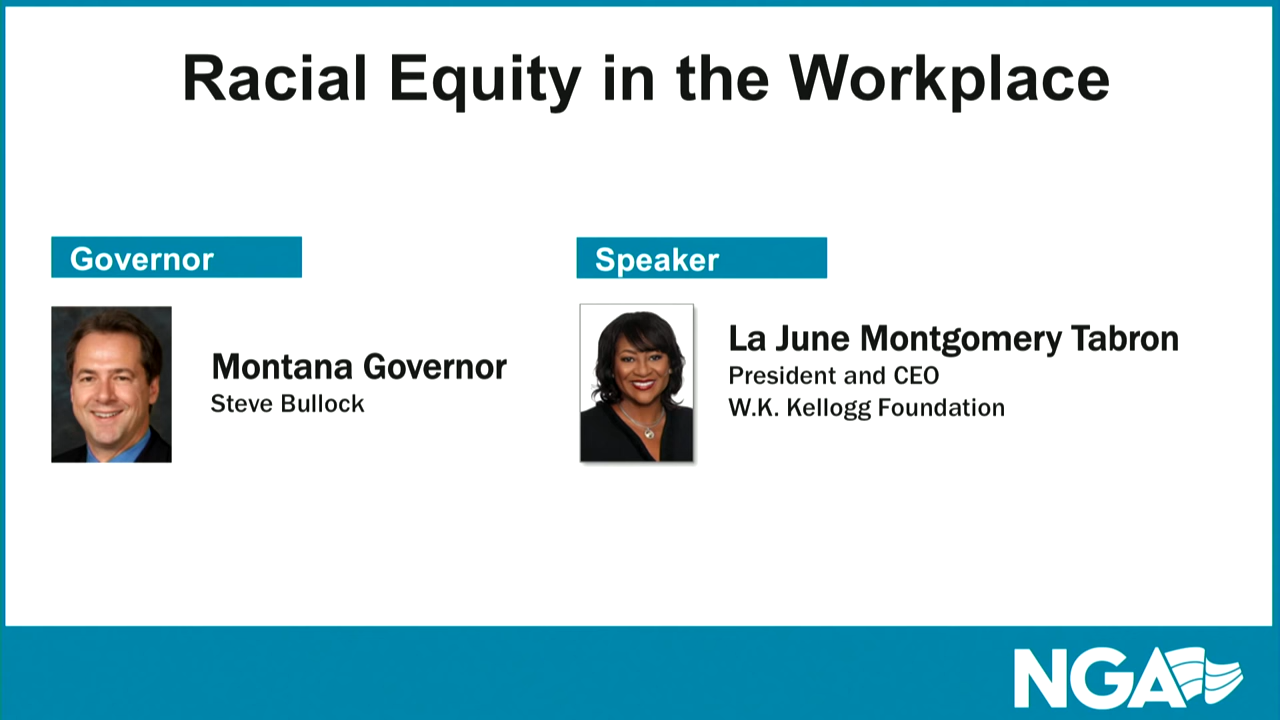 Racial Equity in the Workplace
Governor
Montana Governor
Steve Bullock
Speaker
La June Montgomery Tabron
President and CEO
W.K. Kellogg Foundation
NGA